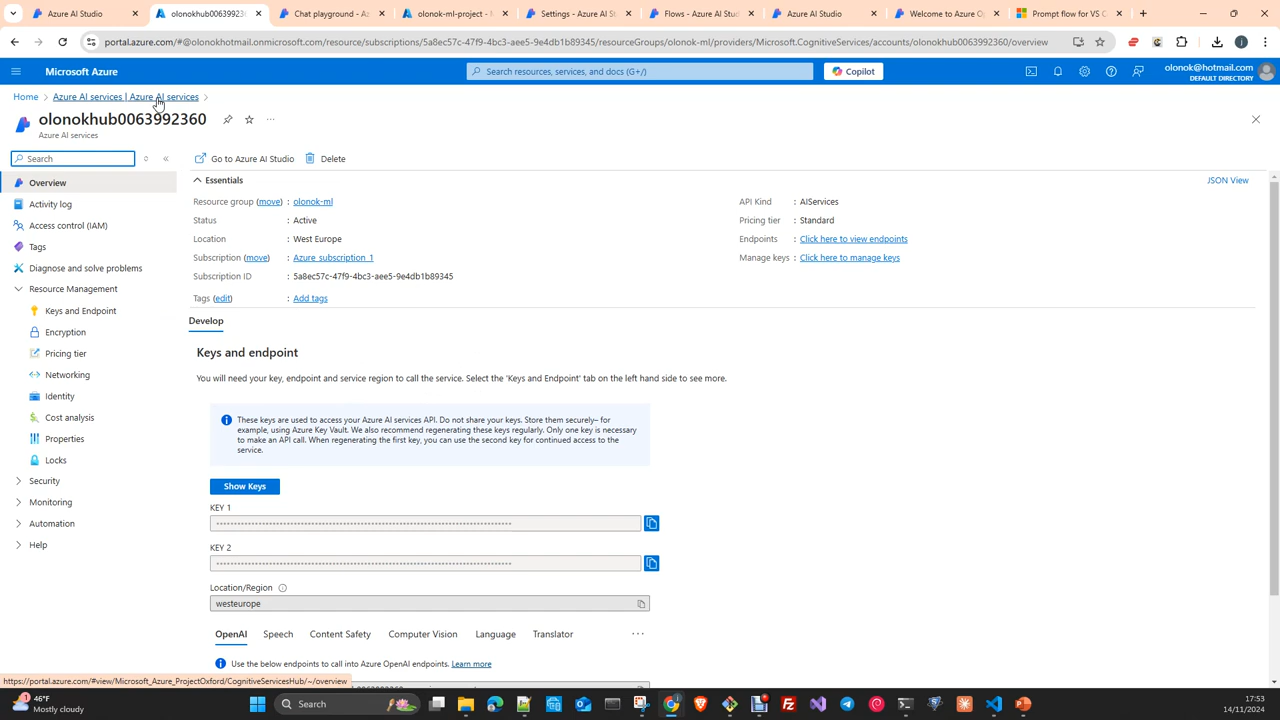 Azure AI Studio
olonokhub006399236
Chat playground - Az
olonok-ml-project - M
Settings - Azure AI St
Flows - Azure AI Stud
Azure AI Studio
Welcome to Azure Op
Prompt flow for VS C
portal.azure.com/#@olonokhotmail.onmicrosoft.com/resource/subscriptions/5a8ec57c-47f9-4bc3-aee5-9e4db1b89345/resourceGroups/olonok-ml/providers/Microsoft.CognitiveServices/accounts/olonokhub0063992360/overview
Microsoft Azure
Search resources, services, and docs (G+/)
Copilot
olonok@hotmail.com
DEFAULT DIRECTORY
Home
Azure AI services | Azure AI services
olonokhub0063992360
Azure AI services
Search
Go to Azure AI Studio
Delete
Overview
Activity log
Access control (IAM)
Tags
Diagnose and solve problems
Resource Management
Keys and Endpoint
Encryption
Pricing tier
Networking
Identity
Cost analysis
Properties
Locks
Security
Monitoring
Automation
Help
Essentials
JSON View
Resource group (move) : olonok-ml
Status : Active
Location : West Europe
Subscription (move) : Azure subscription 1
Subscription ID : 5a8ec57c-47f9-4bc3-aee5-9e4db1b89345
Tags (edit) : Add tags
API Kind : AIServices
Pricing tier : Standard
Endpoints : Click here to view endpoints
Manage keys : Click here to manage keys
Develop
Keys and endpoint
You will need your key, endpoint and service region to call the service. Select the 'Keys and Endpoint' tab on the left hand side to see more.
These keys are used to access your Azure AI services API. Do not share your keys. Store them securely– for
example, using Azure Key Vault. We also recommend regenerating these keys regularly. Only one key is necessary
to make an API call. When regenerating the first key, you can use the second key for continued access to the
service.
Show Keys
KEY 1
KEY 2
Location/Region
westeurope
OpenAI
Speech
Content Safety
Computer Vision
Language
Translator
Use the below endpoints to call into Azure OpenAI endpoints. Learn more
https://portal.azure.com/#view/Microsoft_Azure_ProjectOxford/CognitiveServicesHub/~/overview
46°F
Mostly cloudy
Search
17:53
14/11/2024